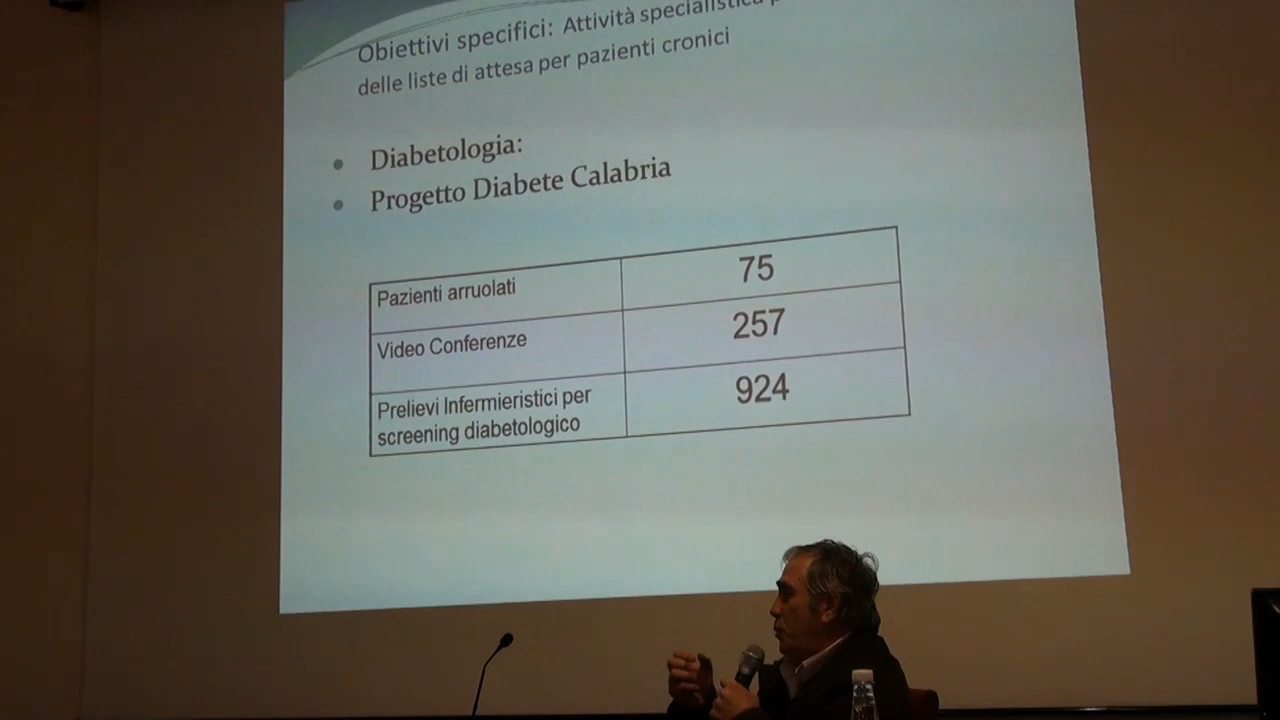 Obiettivi specifici: Attività specialistica
delle liste di attesa per pazienti cronici
Diabetologia:
Progetto Diabete Calabria
Pazienti arruolati 75
Video Conferenze 257
Prelievi Infermieristici per
screening diabetologico 924